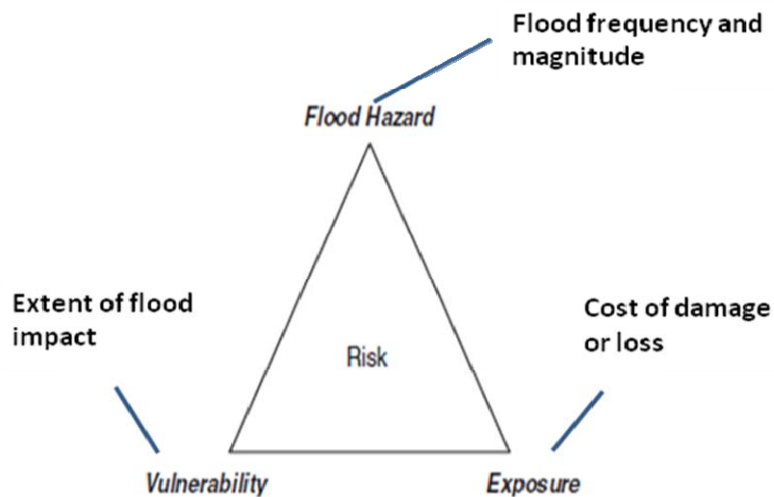 Flood frequency and
magnitude
Flood Hazard
Extent of flood
impact
Cost of damage
or loss
Risk
Vulnerability
Exposure